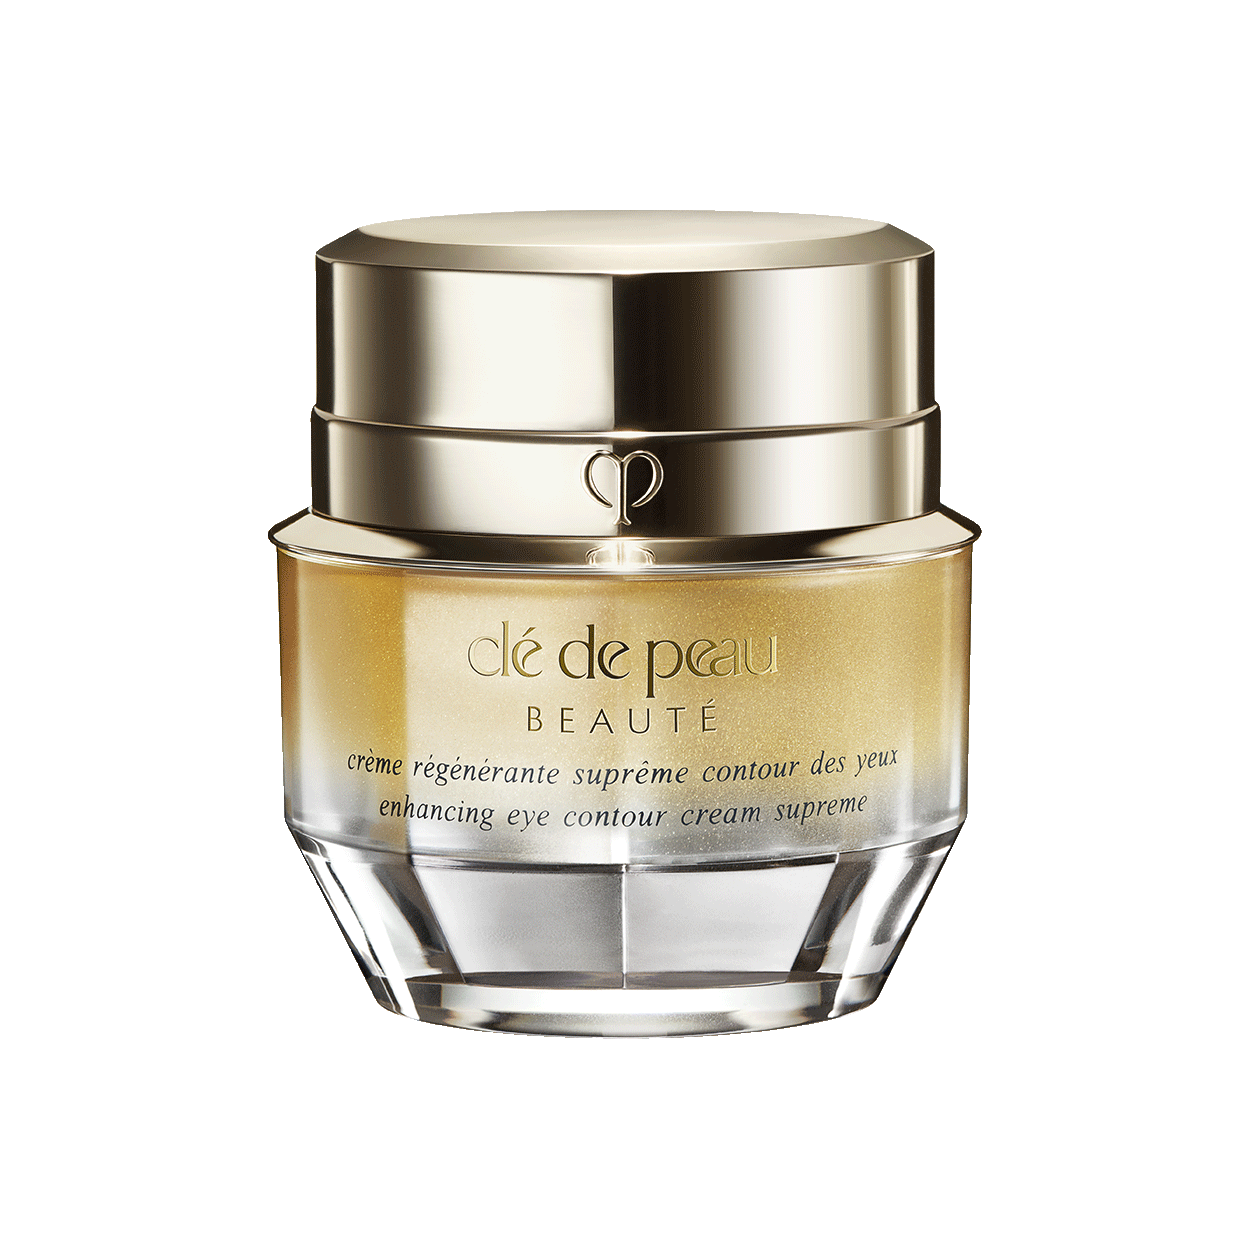 clé de peau
BEAUTÉ
crème régénérante suprême contour des yeux
enhancing eye contour cream supreme